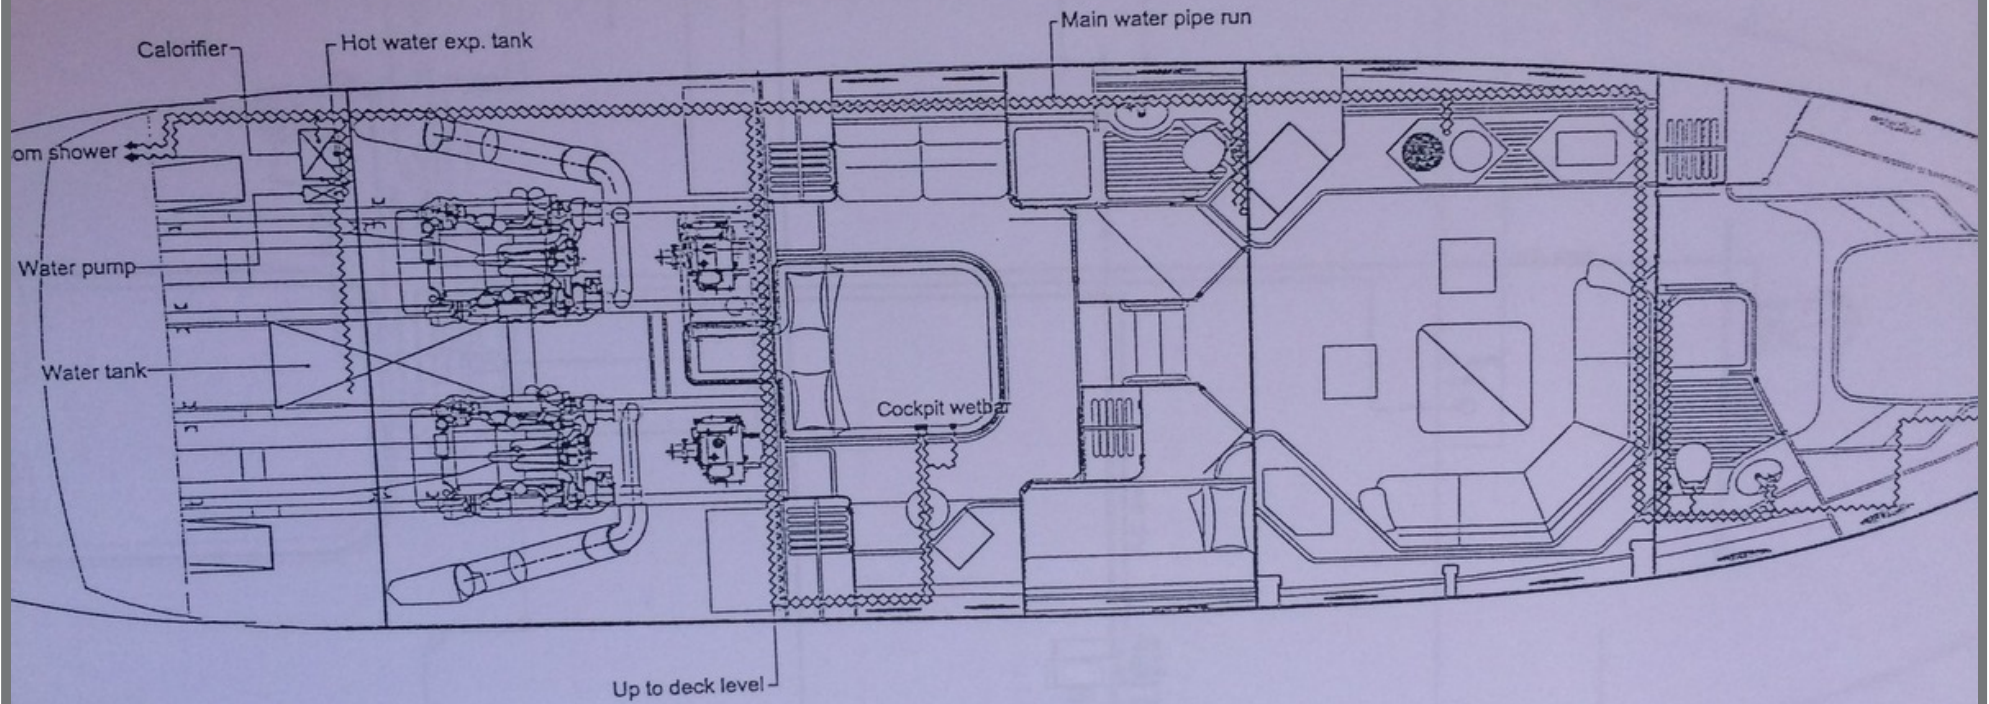 Main water pipe run
Calorifier
Hot water exp. tank
om shower
Water pump
Water tank
Cockpit wetbar
Up to deck level